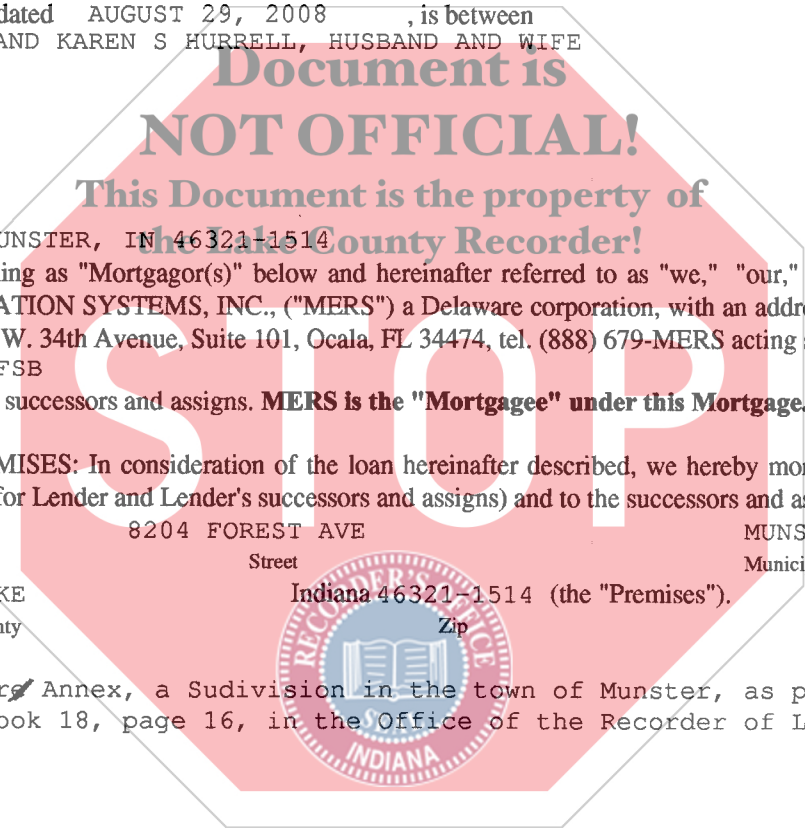 dated AUGUST 29, 2008 , is between
AND KAREN S HURRELL, HUSBAND AND WIFE
Document is
NOT OFFICIAL!
This Document is the property of
UNSTER, IN 46321-1514
the Lake County Recorder!
ing as "Mortgagor(s)" below and hereinafter referred to as "we," "our,"
ATION SYSTEMS, INC., ("MERS") a Delaware corporation, with an addre
W. 34th Avenue, Suite 101, Ocala, FL 34474, tel. (888) 679-MERS acting
FSB
successors and assigns. MERS is the "Mortgagee" under this Mortgage.
STOP
MISES: In consideration of the loan hereinafter described, we hereby mor
for Lender and Lender's successors and assigns) and to the successors and as
8204 FOREST AVE MUNS
Street Munici
KE Indiana 46321-1514 (the "Premises").
nty Zip
RECORDER'S OFFICE
Annex, a Sudivision in the town of Munster, as p
ook 18, page 16, in the Office of the Recorder of L
SEAL
INDIANA